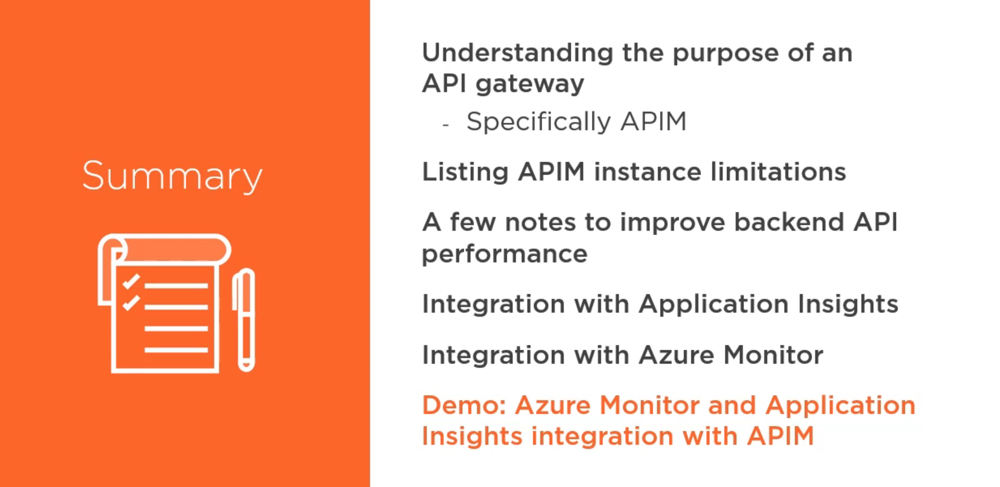 Summary
Understanding the purpose of an
API gateway
- Specifically APIM
Listing APIM instance limitations
A few notes to improve backend API
performance
Integration with Application Insights
Integration with Azure Monitor
Demo: Azure Monitor and Application
Insights integration with APIM